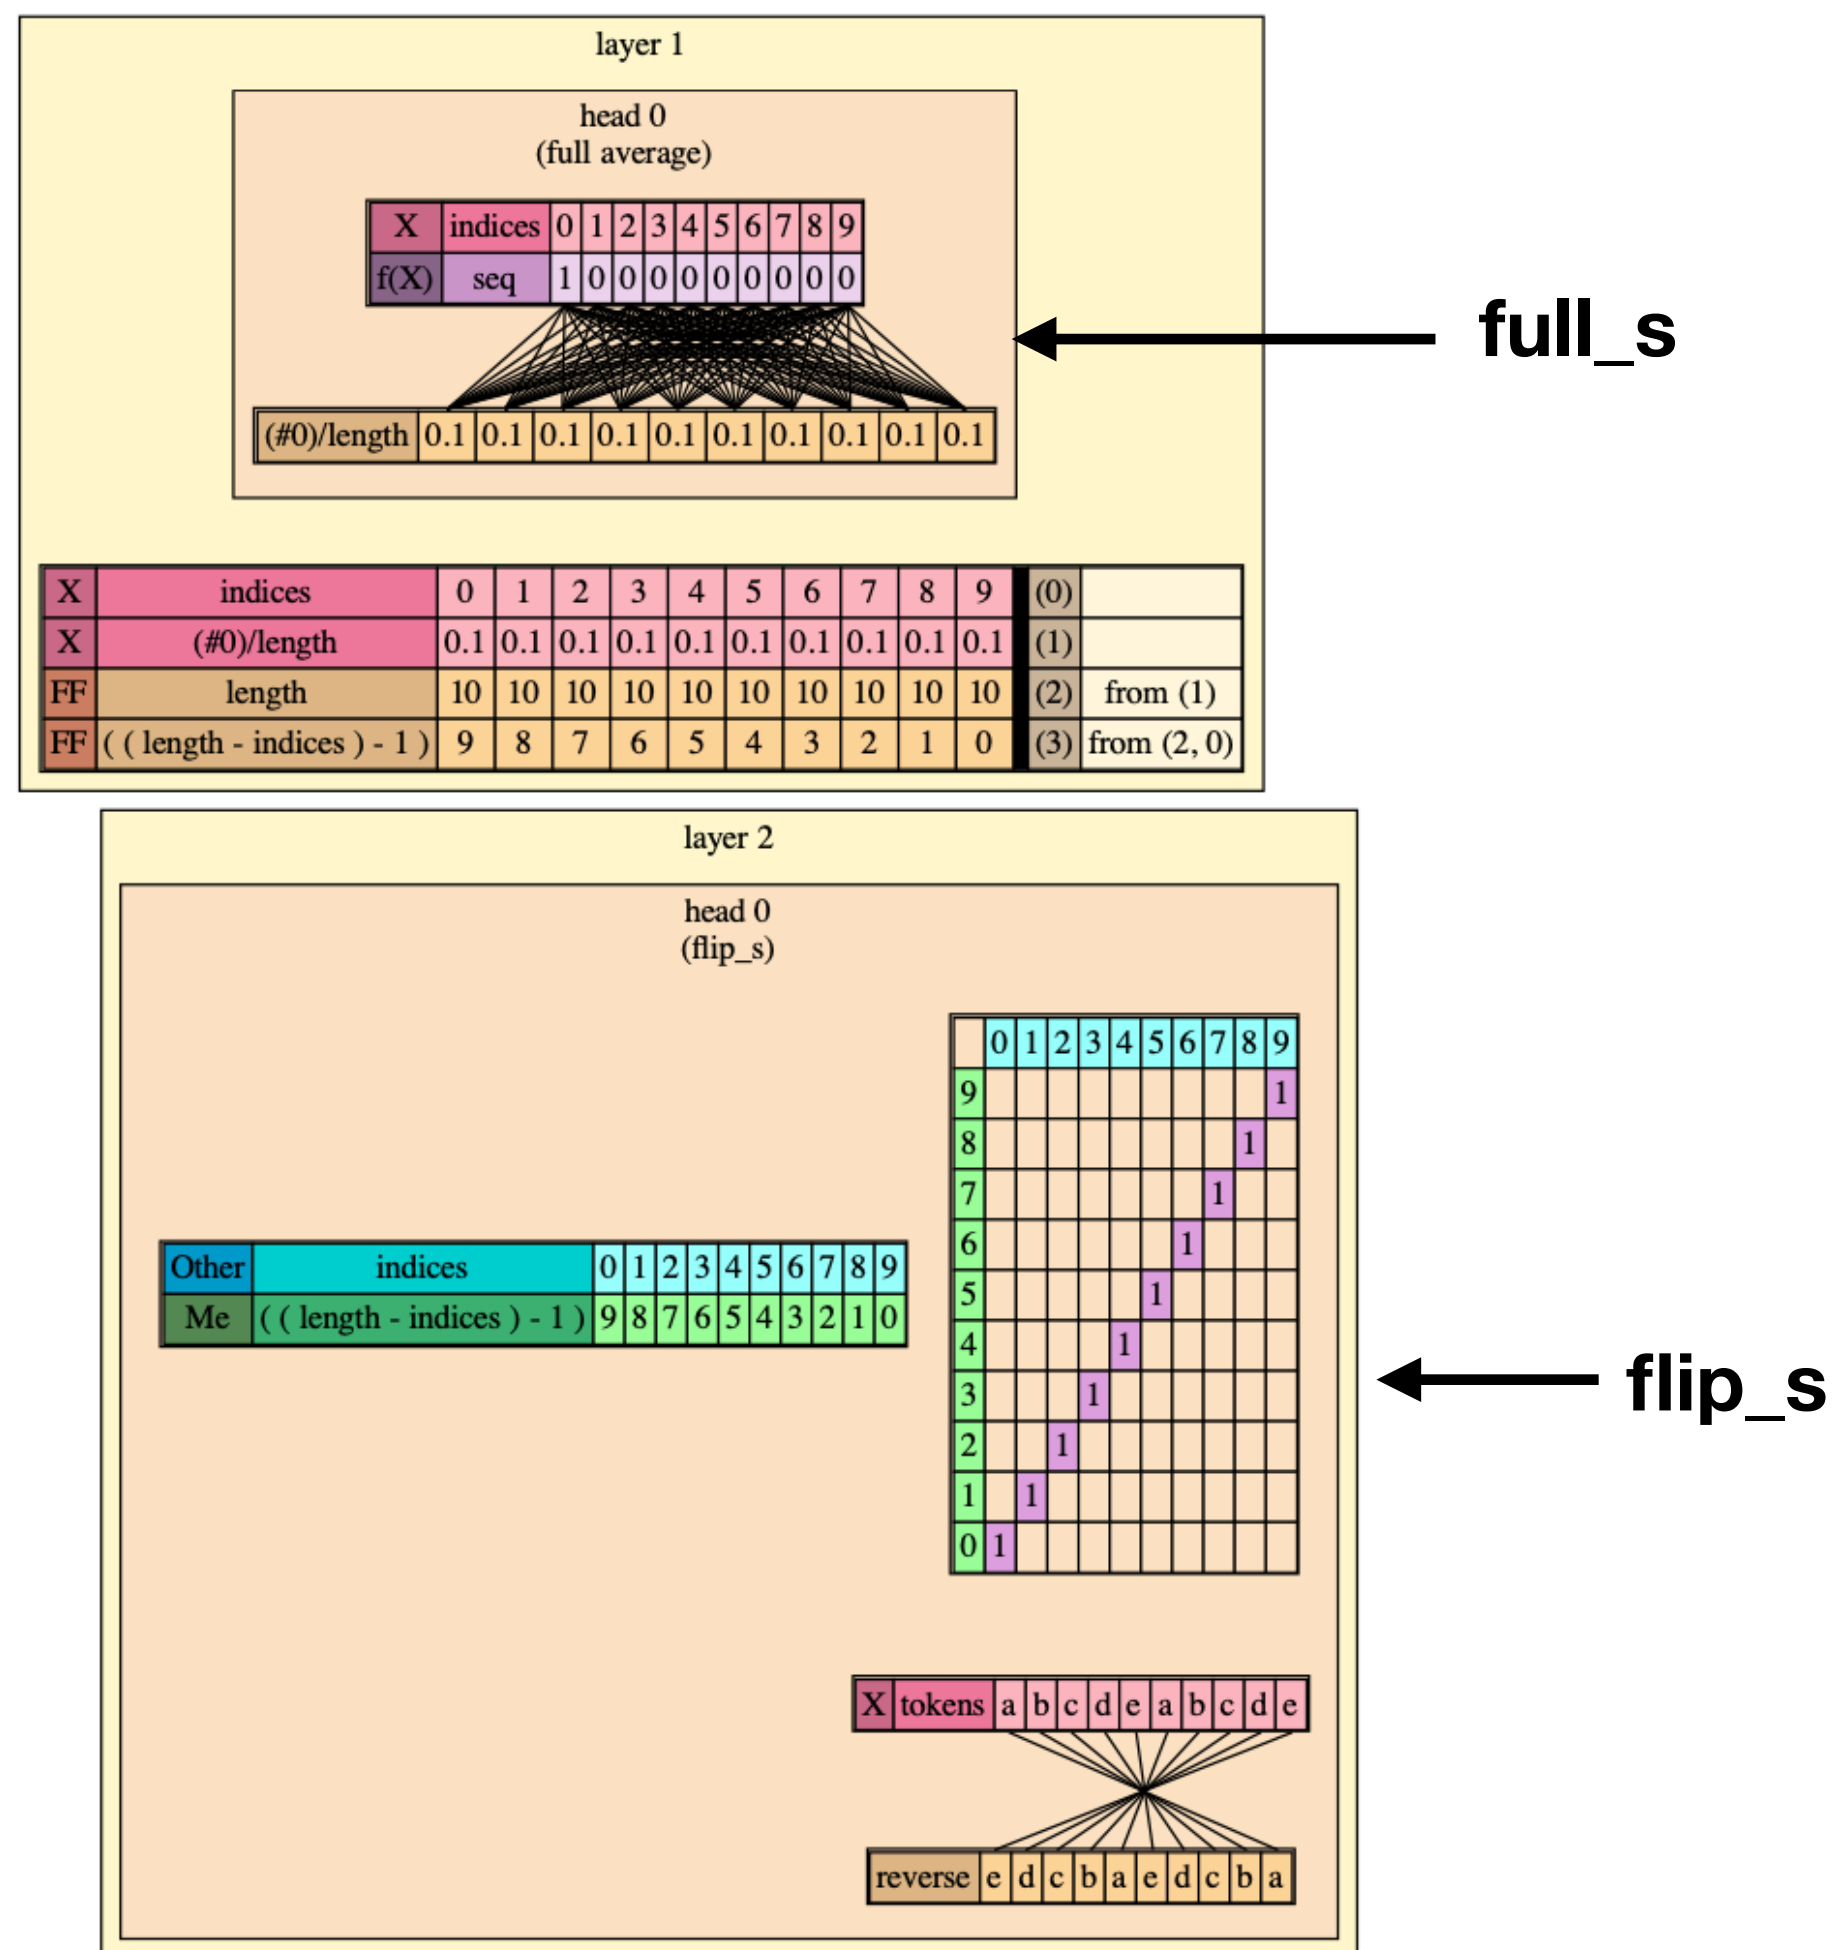 layer 1
head 0
(full average)
X indices 0 1 2 3 4 5 6 7 8 9
f(X) seq 1 0 0 0 0 0 0 0 0 0
full_s
(#0)/length 0.1 0.1 0.1 0.1 0.1 0.1 0.1 0.1 0.1 0.1
X indices 0 1 2 3 4 5 6 7 8 9 (0)
X (#0)/length 0.1 0.1 0.1 0.1 0.1 0.1 0.1 0.1 0.1 0.1 (1)
FF length 10 10 10 10 10 10 10 10 10 10 (2) from (1)
FF ( ( length - indices ) - 1 ) 9 8 7 6 5 4 3 2 1 0 (3) from (2, 0)
layer 2
head 0
(flip_s)
0 1 2 3 4 5 6 7 8 9
9 1
8 1
7 1
6 1
5 1
4 1
3 1
2 1
1 1
0 1
Other indices 0 1 2 3 4 5 6 7 8 9
Me ( ( length - indices ) - 1 ) 9 8 7 6 5 4 3 2 1 0
flip_s
X tokens a b c d e a b c d e
reverse e d c b a e d c b a